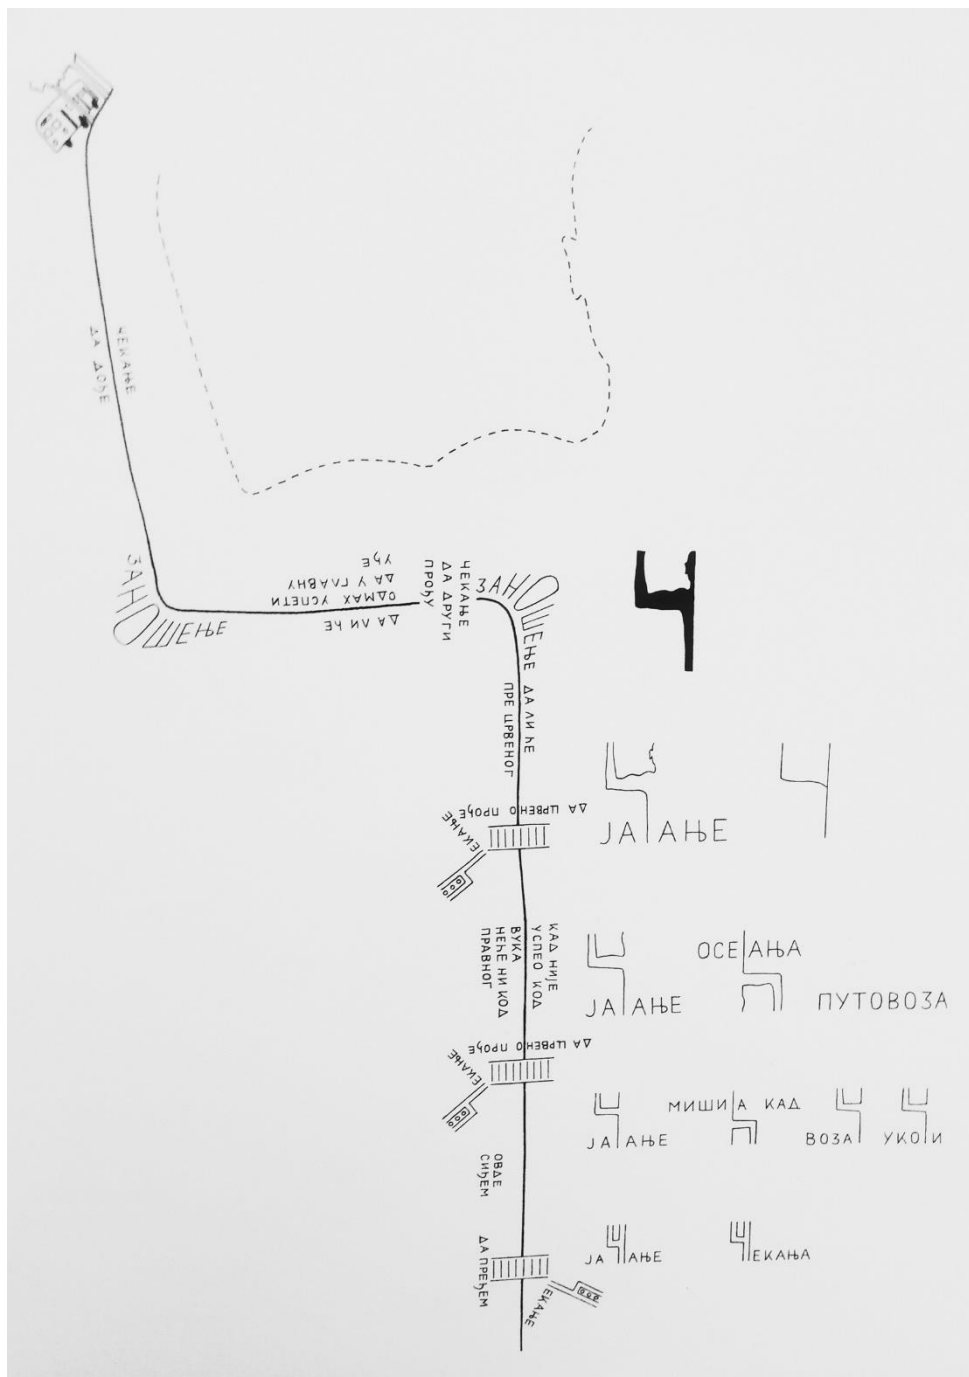 ЧЕКАЊЕ
ДА ДОЂЕ
ЗАНОШЕЊЕ
ДА ЛИ ЋЕ
ОДМАХ УСПЕТИ
ДА У ГЛАВНУ
УЂЕ
ЧЕКАЊЕ
ДА ДРУГИ
ПРОЂУ
ЗАНОШЕЊЕ
ДА ЛИ ЋЕ
ПРЕ ЦРВЕНОГ
ЧЕКАЊЕ
ДА ЦРВЕНО ПРОЂЕ
КАД НИЈЕ
УСПЕО КОД
ВУКА
НЕЋЕ НИ КОД
ПРАВНОГ
ЧЕКАЊЕ
ДА ЦРВЕНО ПРОЂЕ
ОВДЕ
СИЂЕМ
ЧЕКАЊЕ
ДА ПРЕЂЕМ
Ч
ЈАЧАЊЕ Ч
ЈАЧАЊЕ ОСЕЋАЊА ПУТОВОЗА
ЈАЧАЊЕ МИШИЋА КАД ВОЗАЧ УКОЧИ
ЈАЧАЊЕ ЧЕКАЊА